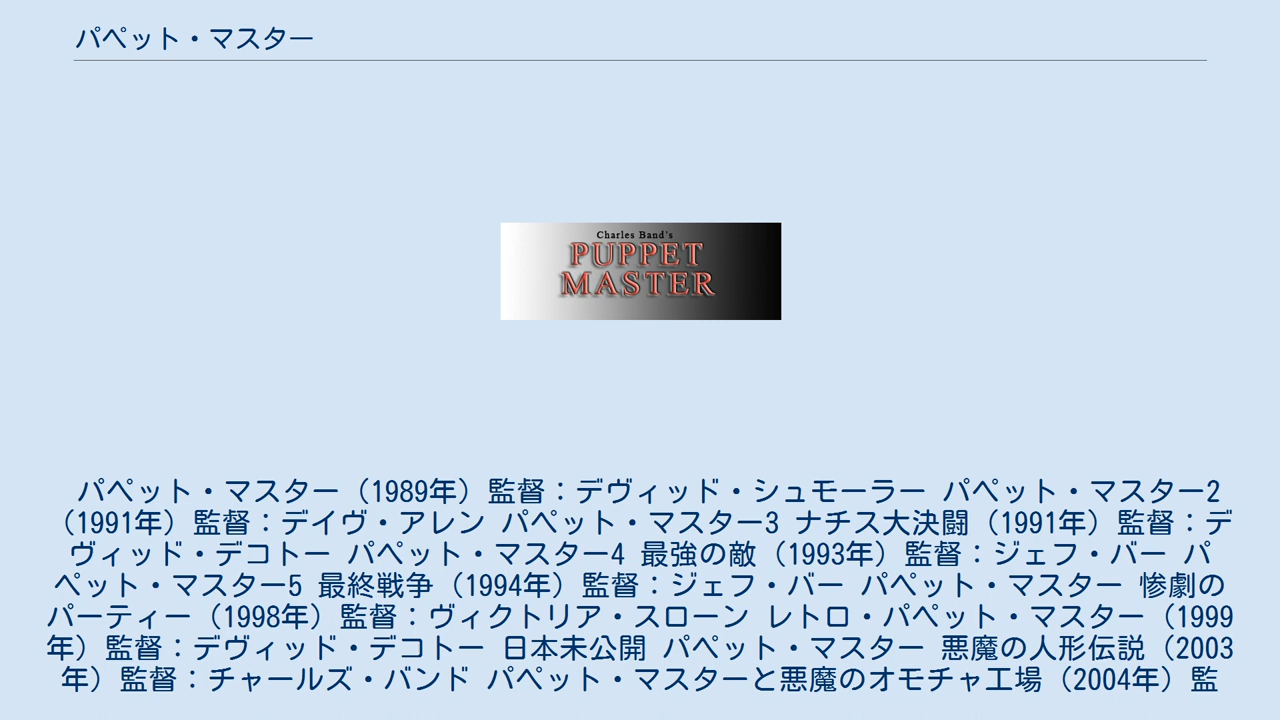 パペット・マスター
Charles Band's
PUPPET
MASTER
パペット・マスター（1989年）監督：デヴィッド・シュモーラー パペット・マスター2
（1991年）監督：デイヴ・アレン パペット・マスター3 ナチス大決闘（1991年）監督：デ
ヴィッド・デコトー パペット・マスター4 最強の敵（1993年）監督：ジェフ・バー パ
ペット・マスター5 最終戦争（1994年）監督：ジェフ・バー パペット・マスター 惨劇の
パーティー（1998年）監督：ヴィクトリア・スローン レトロ・パペット・マスター（1999
年）監督：デヴィッド・デコトー 日本未公開 パペット・マスター 悪魔の人形伝説（2003
年）監督：チャールズ・バンド パペット・マスターと悪魔のオモチャ工場（2004年）監